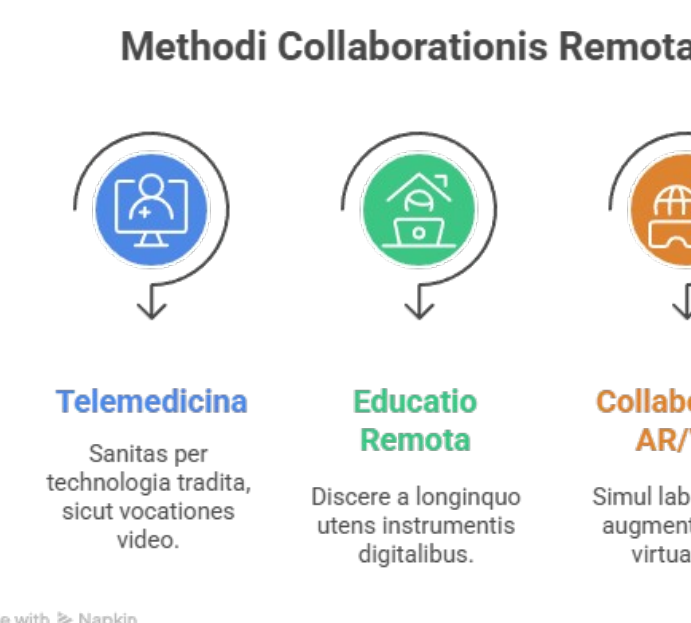 Methodi Collaborationis Remota
Telemedicina
Sanitas per
technologia tradita,
sicut vocationes
video.
Educatio
Remota
Discere a longinquo
utens instrumentis
digitalibus.
Collabo
AR/
Simul lab
augment
virtua
e with Napkin